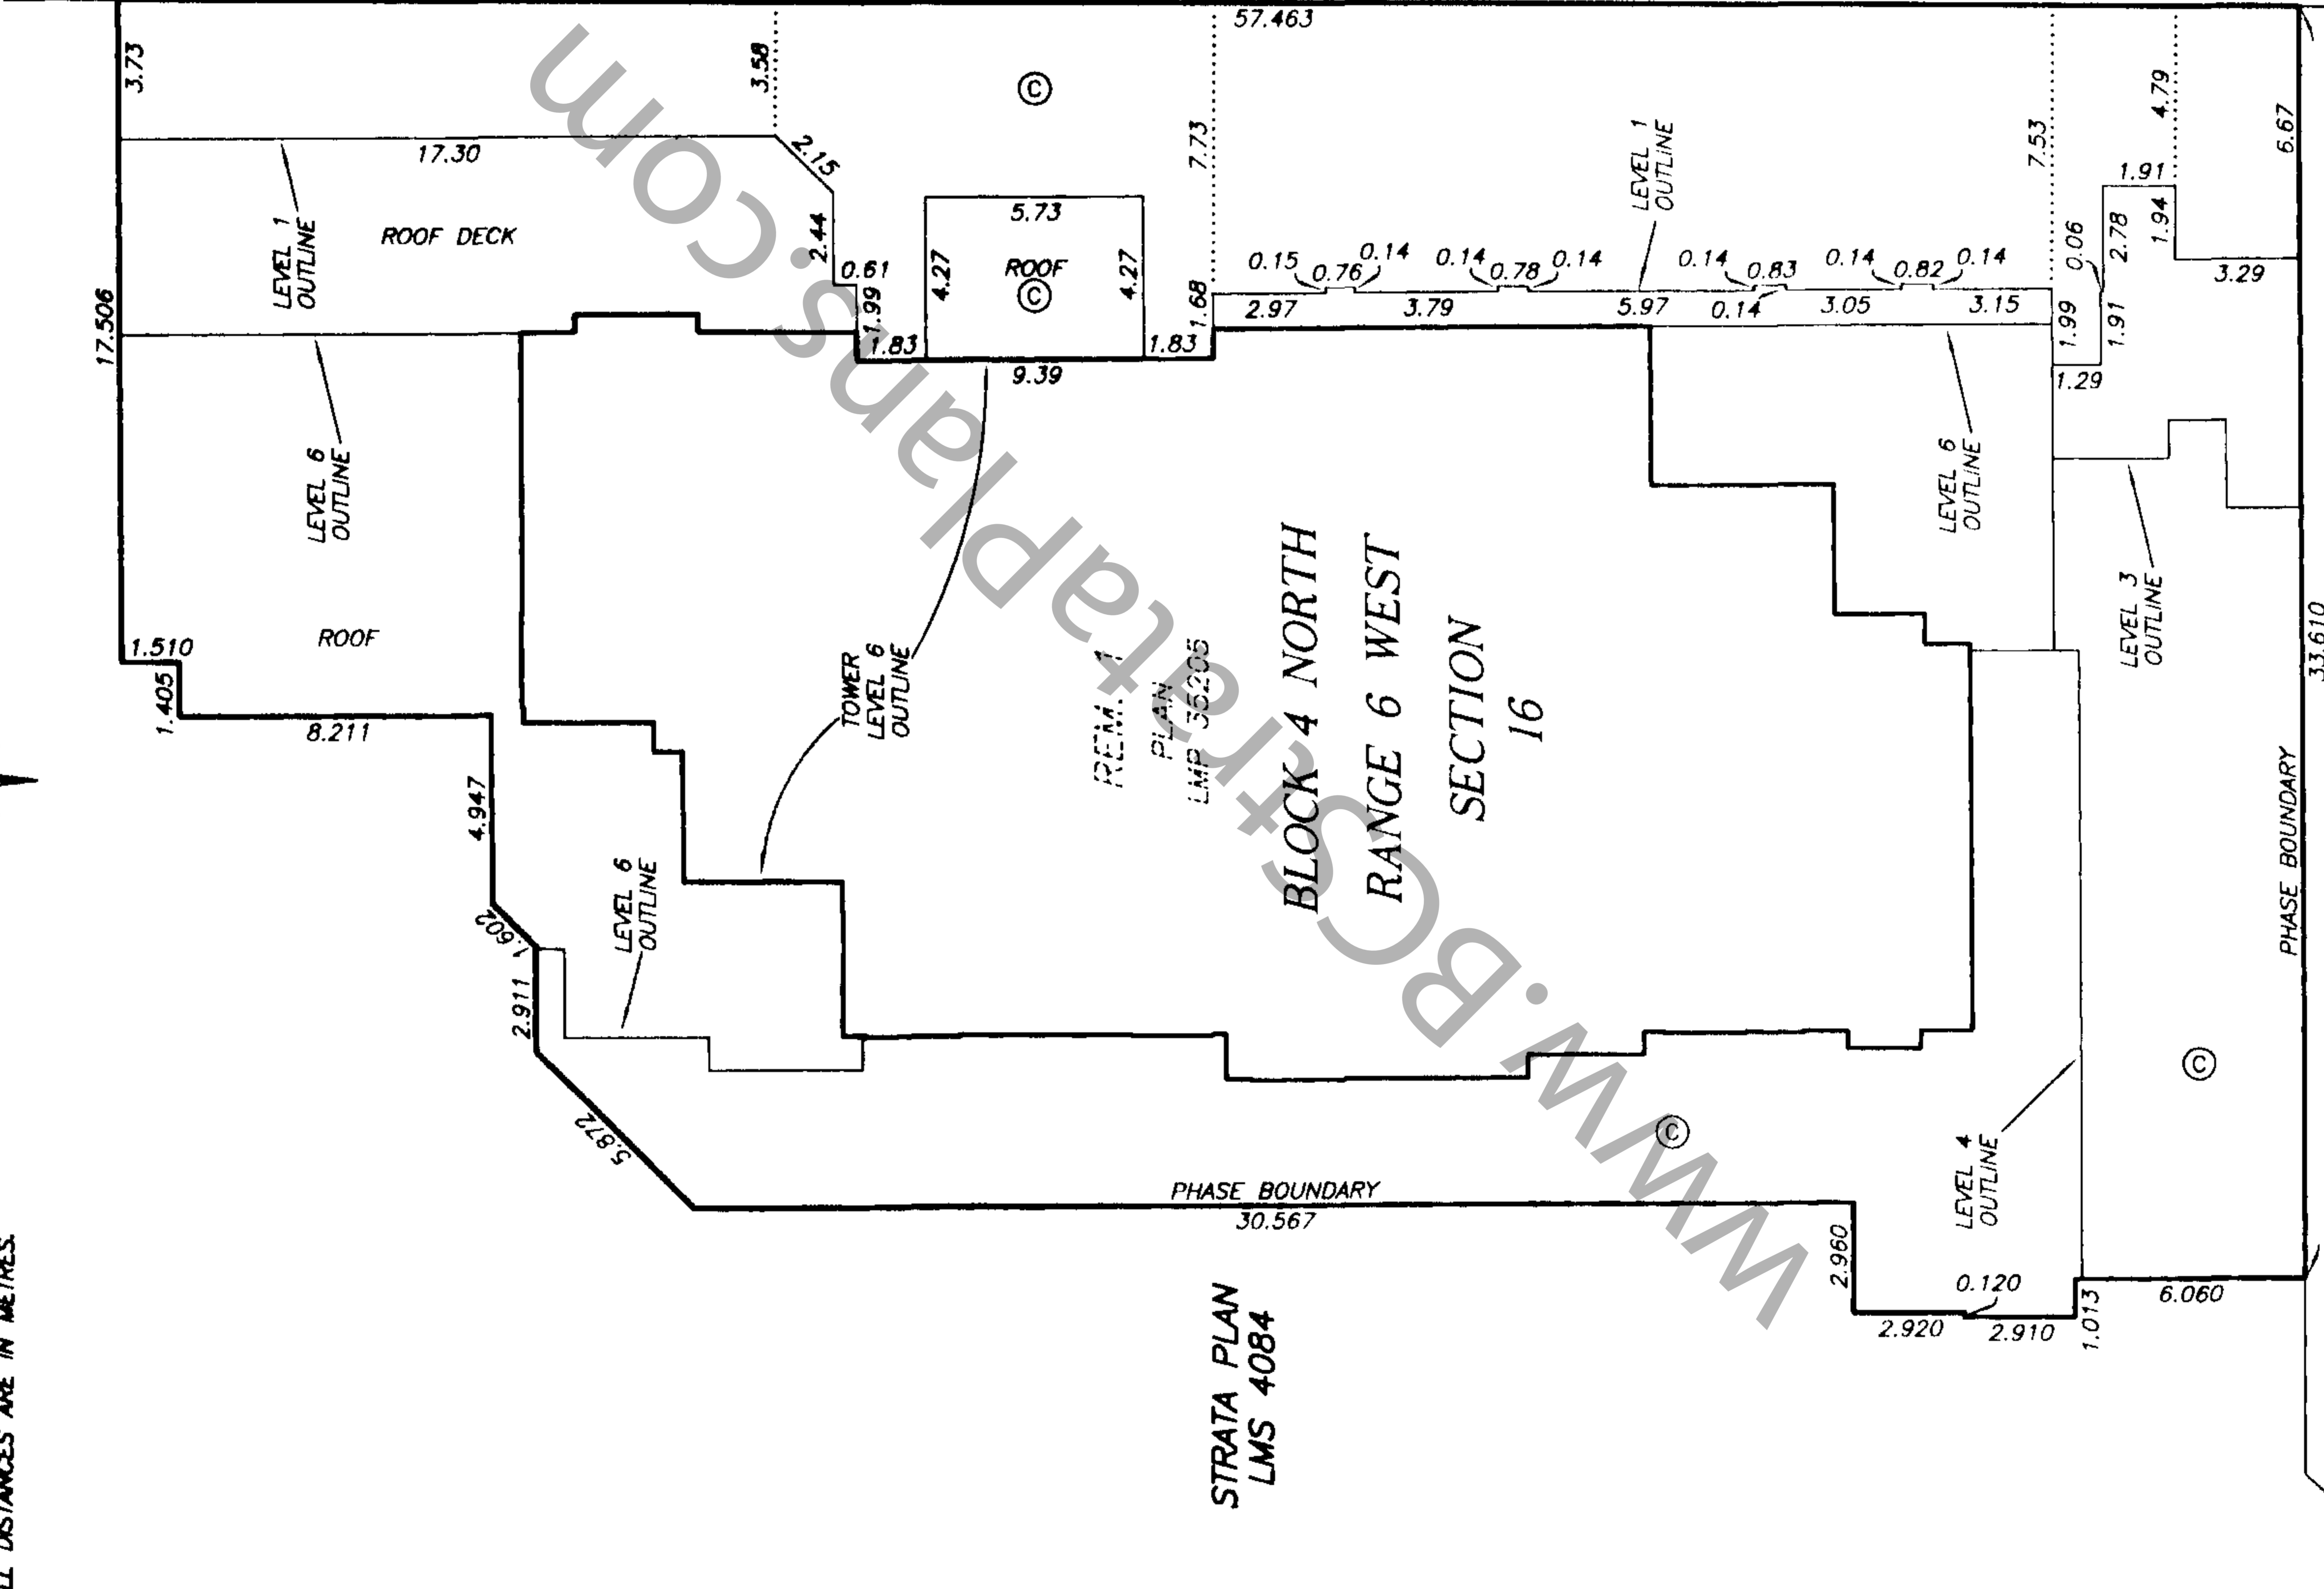 57.463
3.73
3.58
17.30
2.15
ROOF DECK
LEVEL 1
OUTLINE
2.44
0.61
1.99
1.83
4.27
5.73
ROOF
©
4.27
1.83
9.39
©
7.73
1.68
0.15
0.76
0.14
0.14
0.78
0.14
0.14
0.83
0.14
0.14
0.82
0.14
2.97
3.79
5.97
3.05
3.15
LEVEL 1
OUTLINE
7.53
4.79
6.67
1.91
0.06
2.78
1.94
3.29
1.99
1.91
1.29
17.506
LEVEL 6
OUTLINE
ROOF
1.510
1.405
8.211
4.947
1.602
2.911
5.872
LEVEL 6
OUTLINE
TOWER
LEVEL 6
OUTLINE
REM. 1
PLAN
LMP 35205
BLOCK 4 NORTH
RANGE 6 WEST
SECTION
16
LEVEL 6
OUTLINE
LEVEL 3
OUTLINE
33.610
PHASE BOUNDARY
©
©
LEVEL 4
OUTLINE
PHASE BOUNDARY
30.567
2.960
0.120
2.920
2.910
1.013
6.060
STRATA PLAN
LMS 4084
DISTANCES ARE IN METRES.
www.BCStrataPlans.com